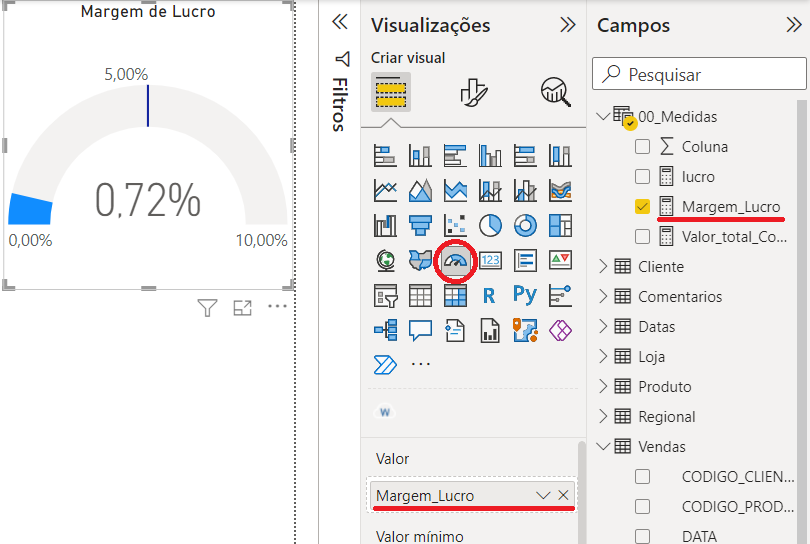 Margem de Lucro
5,00%
0,72%
0,00%
10,00%
Filtros
Visualizações
Criar visual
123
R
Py
W
Valor
Margem_Lucro
Valor mínimo
Campos
Pesquisar
00_Medidas
Coluna
lucro
Margem_Lucro
Valor_total_Co...
Cliente
Comentarios
Datas
Loja
Produto
Regional
Vendas
CODIGO_CLIEN...
CODIGO_PROD...
DATA